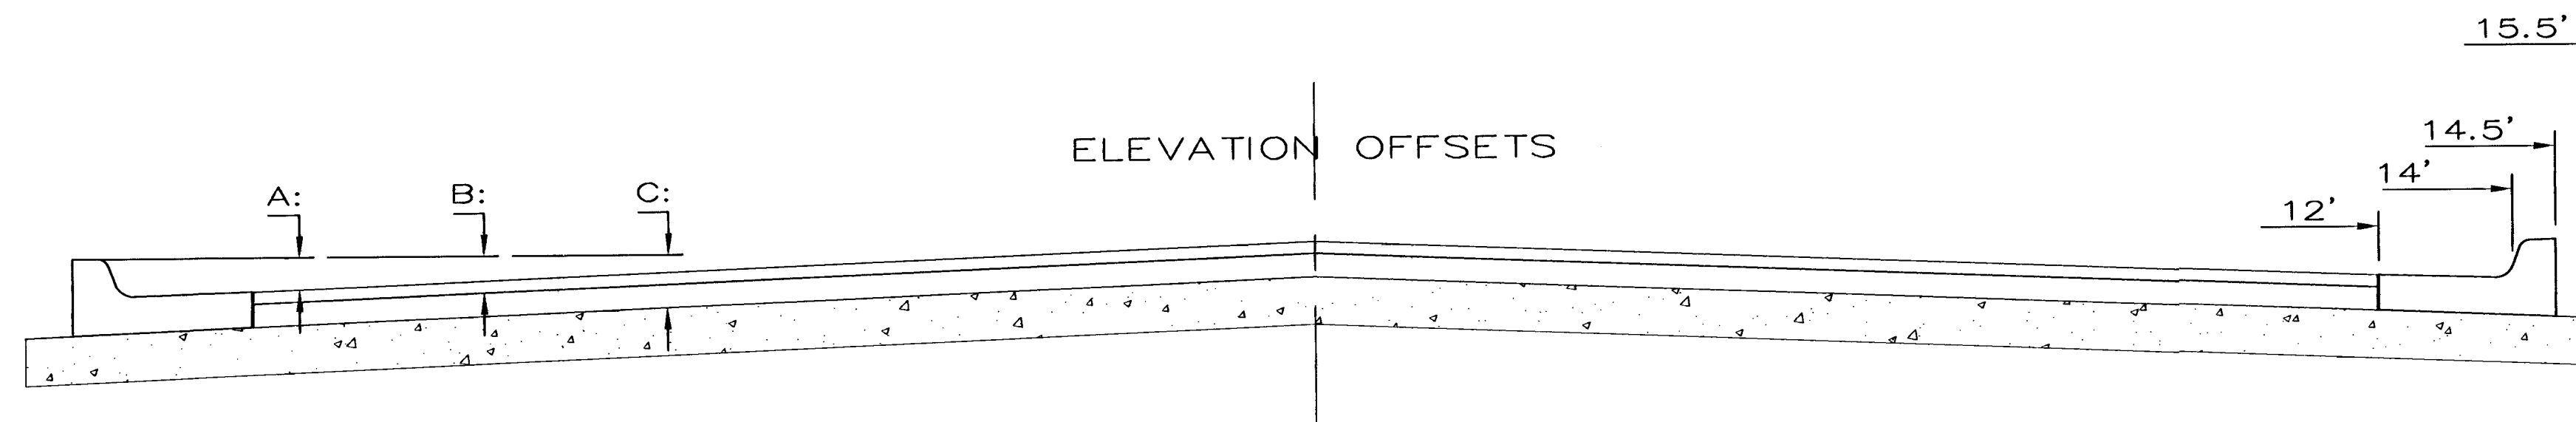 15.5'
ELEVATION OFFSETS
14.5'
14'
A: B: C:
12'